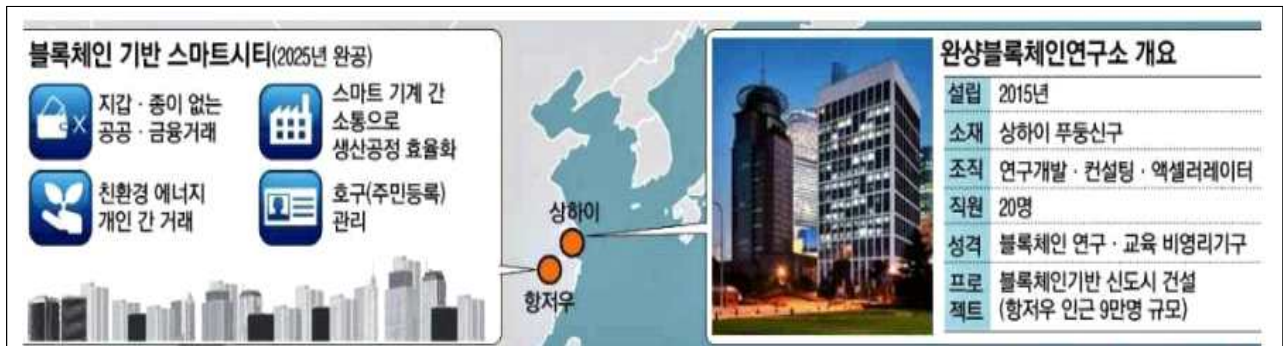 블록체인 기반 스마트시티(2025년 완공)
지갑 · 종이 없는
공공 · 금융거래
스마트 기계 간
소통으로
생산공정 효율화
친환경 에너지
개인 간 거래
호구(주민등록)
관리
상하이
항저우
완샹블록체인연구소 개요
설립 2015년
소재 상하이 푸둥신구
조직 연구개발 · 컨설팅 · 액셀러레이터
직원 20명
성격 블록체인 연구 · 교육 비영리기구
프로 블록체인기반 신도시 건설
젝트 (항저우 인근 9만명 규모)